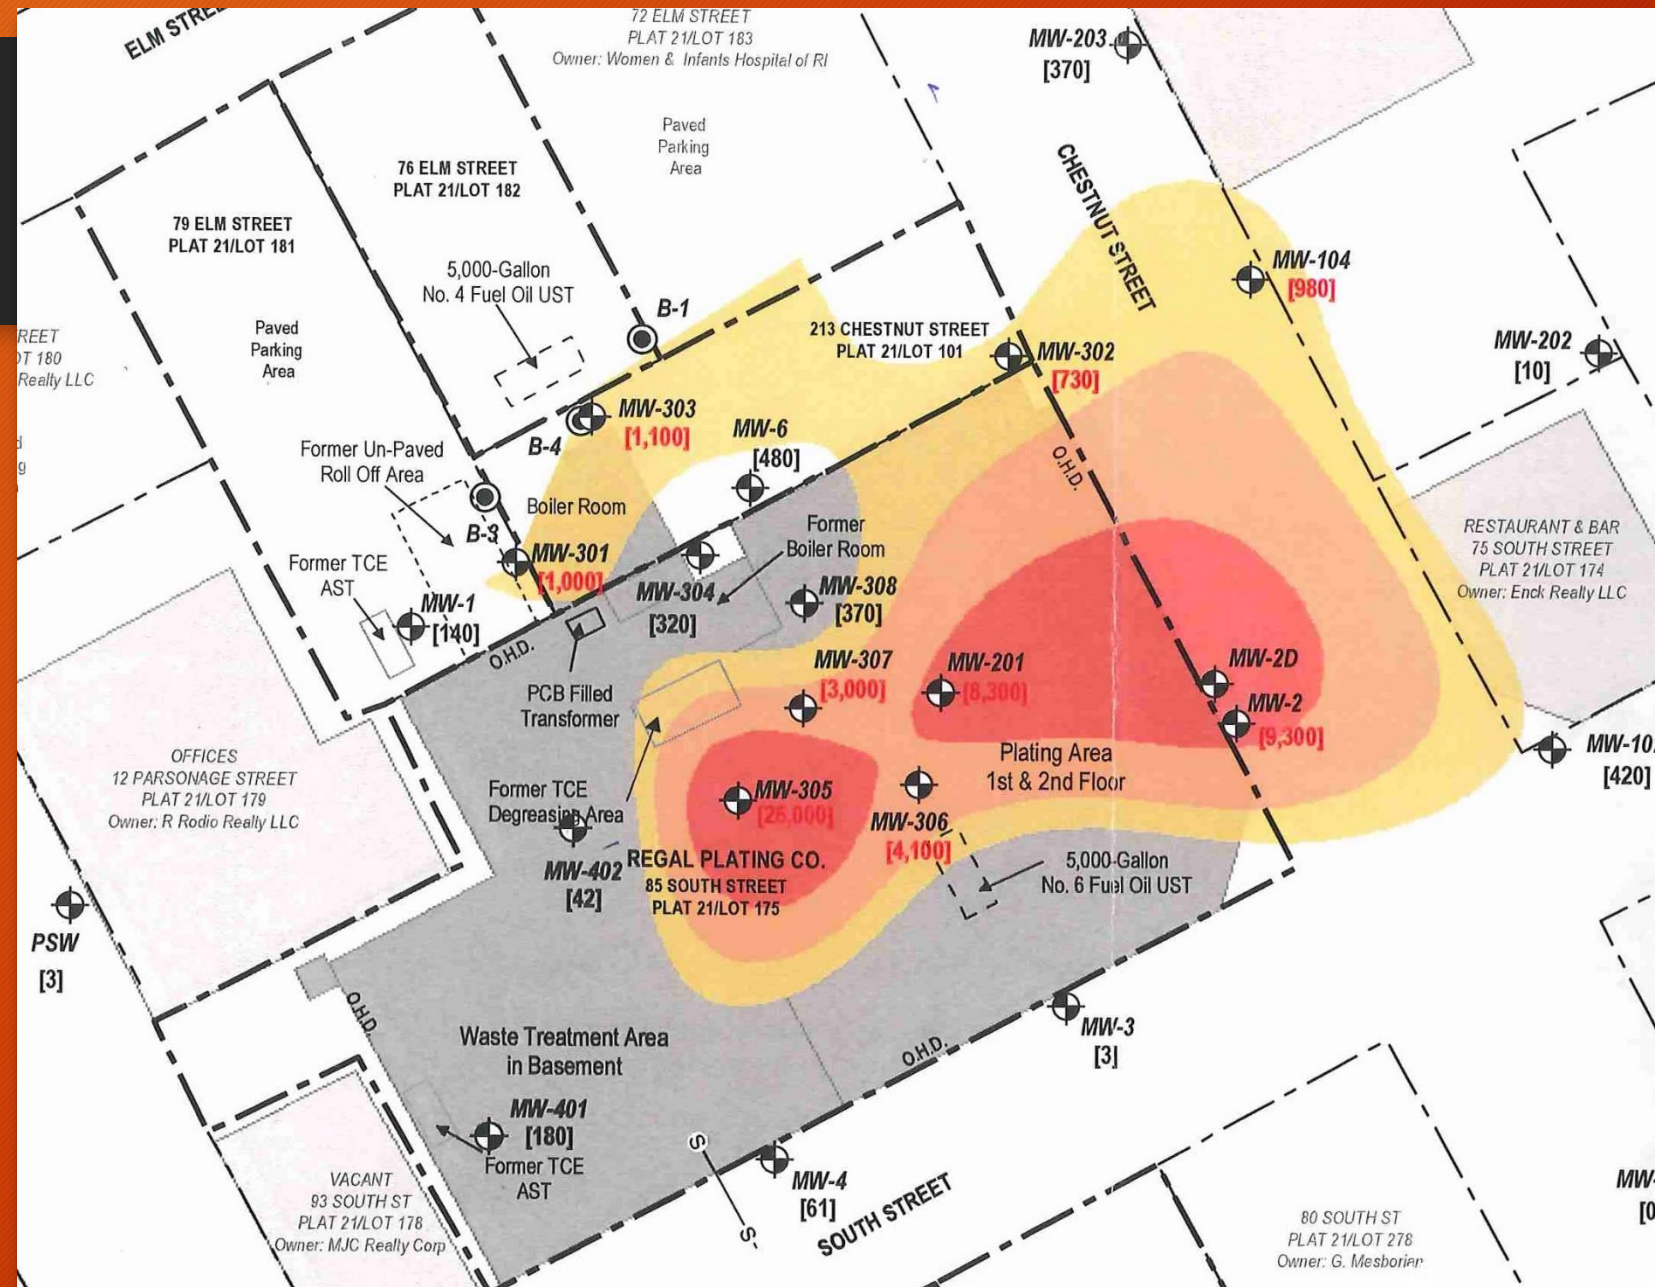 ELM STREE
72 ELM STREET
PLAT 21/LOT 183
Owner: Women & Infants Hospital of RI
Paved
Parking
Area
MW-203
[370]
CHESTNUT STREET
76 ELM STREET
PLAT 21/LOT 182
79 ELM STREET
PLAT 21/LOT 181
5,000-Gallon
No. 4 Fuel Oil UST
B-1
MW-104
[980]
213 CHESTNUT STREET
PLAT 21/LOT 101
MW-302
[730]
MW-202
[10]
REET
OT 180
Realty LLC
Paved
Parking
Area
MW-303
[1,100]
B-4
MW-6
[480]
Former Un-Paved
Roll Off Area
O.H.D.
Boiler Room
B-3
Former
Boiler Room
RESTAURANT & BAR
75 SOUTH STREET
PLAT 21/LOT 174
Owner: Enck Realty LLC
Former TCE
AST
MW-301
[1,000]
MW-304
[320]
MW-308
[370]
MW-1
[140]
O.H.D.
MW-307
[3,000]
MW-201
[8,300]
MW-2D
MW-2
[9,300]
PCB Filled
Transformer
OFFICES
12 PARSONAGE STREET
PLAT 21/LOT 179
Owner: R Rodio Realty LLC
Plating Area
1st & 2nd Floor
MW-10
[420]
Former TCE
Degreasing Area
MW-305
[26,000]
MW-306
[4,100]
MW-402
[42]
REGAL PLATING CO.
85 SOUTH STREET
PLAT 21/LOT 175
5,000-Gallon
No. 6 Fuel Oil UST
PSW
[3]
O.H.D.
Waste Treatment Area
in Basement
O.H.D.
MW-3
[3]
MW-401
[180]
Former TCE
AST
S
S
MW-4
[61]
SOUTH STREET
VACANT
93 SOUTH ST
PLAT 21/LOT 178
Owner: MJC Realty Corp
80 SOUTH ST
PLAT 21/LOT 278
Owner: G. Mesborian
MW-
[0